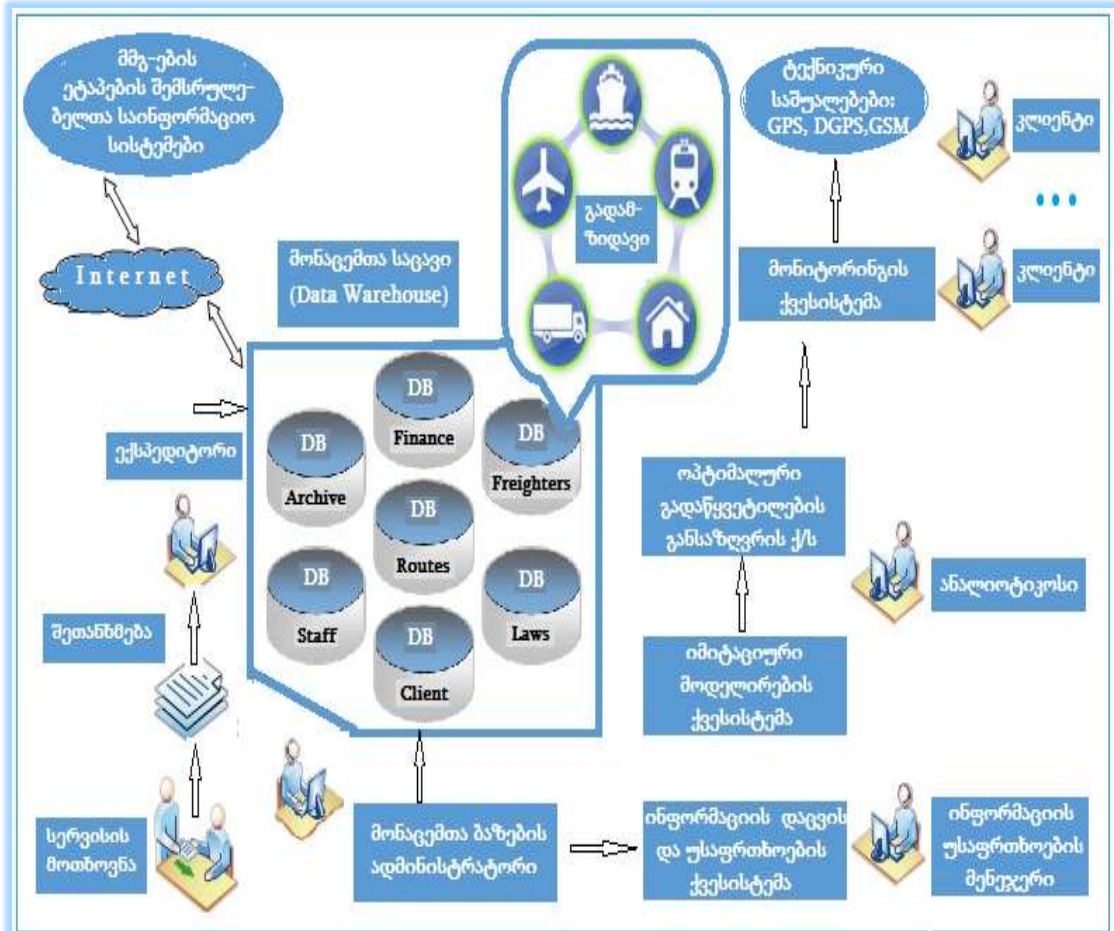 მმგ-ების
ეტაპების შემსრულე-
ბელთა საინფორმაციო
სისტემები
Internet
მონაცემთა საცავი
(Data Warehouse)
გადამ-
ზიდავი
ტექნიკური
საშუალებები:
GPS, DGPS,GSM
კლიენტი
...
კლიენტი
მონიტორინგის
ქვესისტემა
ექსპედიტორი
DB
Finance
DB
Archive
DB
Freighters
DB
Routes
DB
Staff
DB
Laws
DB
Client
ოპტიმალური
გადაწყვეტილების
განსაზღვრის ქ/ს
ანალიოტიკოსი
შეთანხმება
იმიტაციური
მოდელირების
ქვესისტემა
სერვისის
მოთხოვნა
მონაცემთა ბაზების
ადმინისტრატორი
ინფორმაციის დაცვის
და უსაფრთხოების
ქვესისტემა
ინფორმაციის
უსაფრთხოების
მენეჯერი